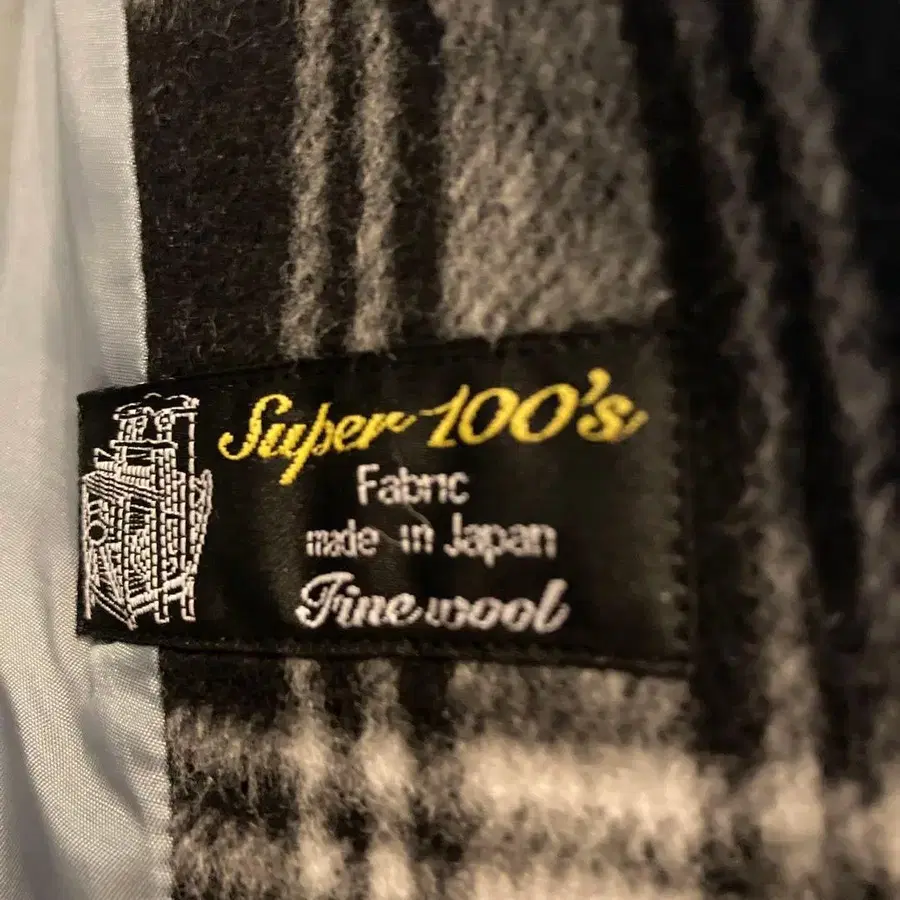 Super 100's
Fabric
made in Japan
Fine wool